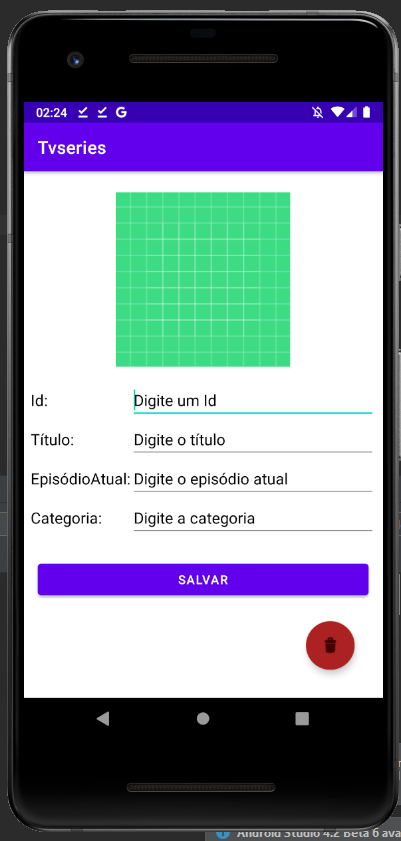 02:24
Tvseries
Id: Digite um Id
Título: Digite o título
EpisódioAtual: Digite o episódio atual
Categoria: Digite a categoria
SALVAR
Android Studio 4.2 Beta 6 ava